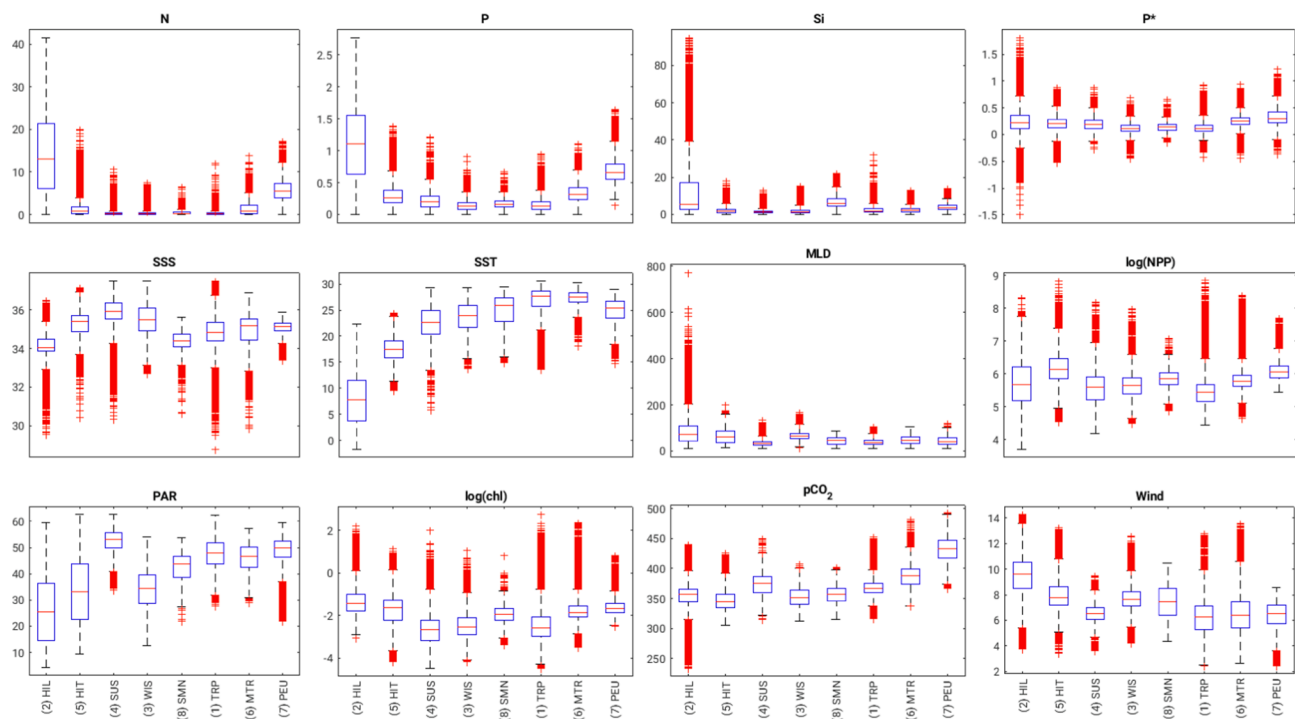 N P Si P*
40 2.5 80 1.5
30 2 60 1
20 1.5 40 0.5
10 1 20 0
0 0.5 0 -0.5
0 -1
-1.5
SSS SST MLD log(NPP)
36 30 800 9
34 25 600 8
32 20 400 7
30 15 200 6
10 0 5
5 4
0
PAR log(chl) pCO₂ Wind
60 2 500 14
50 0 450 12
40 -2 400 10
30 -4 350 8
20 300 6
10 250 4
2
(2) HIL (5) HIT (4) SUS (3) WIS (8) SMN (1) TRP (6) MTR (7) PEU
(2) HIL (5) HIT (4) SUS (3) WIS (8) SMN (1) TRP (6) MTR (7) PEU
(2) HIL (5) HIT (4) SUS (3) WIS (8) SMN (1) TRP (6) MTR (7) PEU
(2) HIL (5) HIT (4) SUS (3) WIS (8) SMN (1) TRP (6) MTR (7) PEU